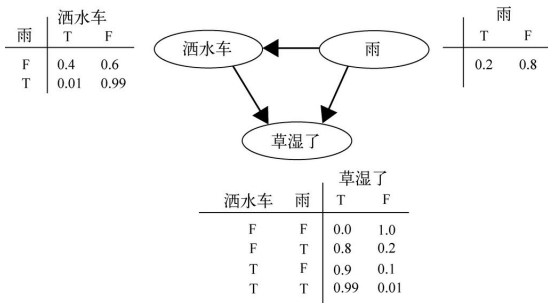 洒水车
雨 T F
F 0.4 0.6
T 0.01 0.99
洒水车
雨
草湿了
雨
T F
0.2 0.8
草湿了
洒水车 雨 T F
F F 0.0 1.0
F T 0.8 0.2
T F 0.9 0.1
T T 0.99 0.01